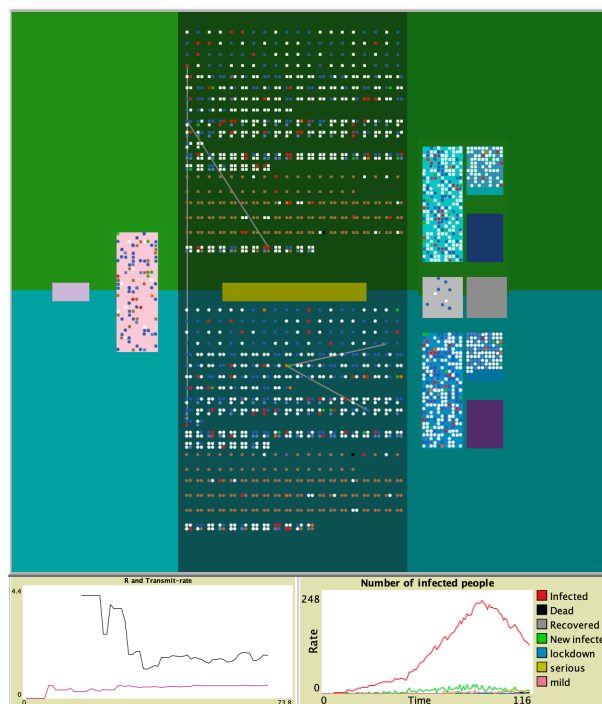 R and Transmit-rate
4.4
0
0
73.8
Number of infected people
248
Rate
0
0
Time
116
Infected
Dead
Recovered
New infecte
lockdown
serious
mild